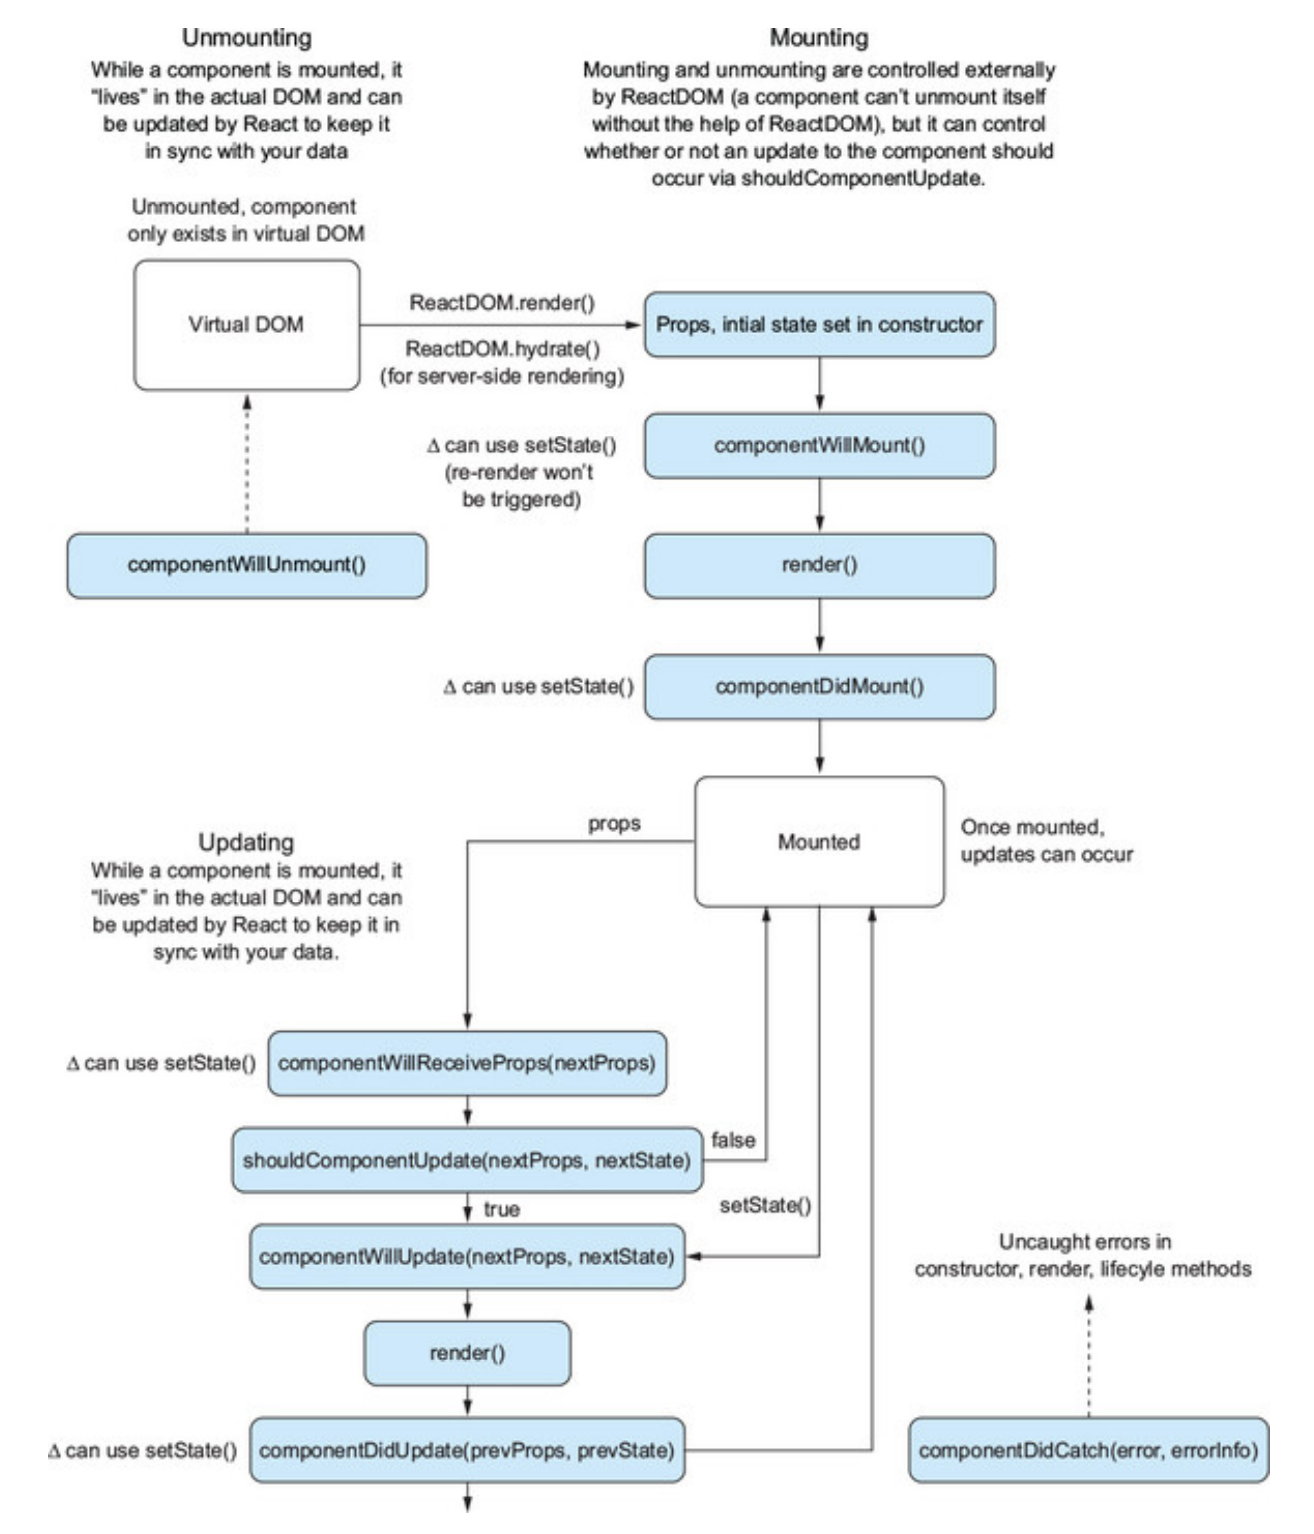 Unmounting
While a component is mounted, it
“lives” in the actual DOM and can
be updated by React to keep it
in sync with your data
Mounting
Mounting and unmounting are controlled externally
by ReactDOM (a component can’t unmount itself
without the help of ReactDOM), but it can control
whether or not an update to the component should
occur via shouldComponentUpdate.
Unmounted, component
only exists in virtual DOM
Virtual DOM
ReactDOM.render()
ReactDOM.hydrate()
(for server-side rendering)
Props, intial state set in constructor
Δ can use setState()
(re-render won’t
be triggered)
componentWillMount()
componentWillUnmount()
render()
Δ can use setState()
componentDidMount()
props
Mounted
Once mounted,
updates can occur
Updating
While a component is mounted, it
“lives” in the actual DOM and can
be updated by React to keep it in
sync with your data.
Δ can use setState()
componentWillReceiveProps(nextProps)
shouldComponentUpdate(nextProps, nextState)
false
true
setState()
componentWillUpdate(nextProps, nextState)
render()
Δ can use setState()
componentDidUpdate(prevProps, prevState)
Uncaught errors in
constructor, render, lifecyle methods
componentDidCatch(error, errorInfo)